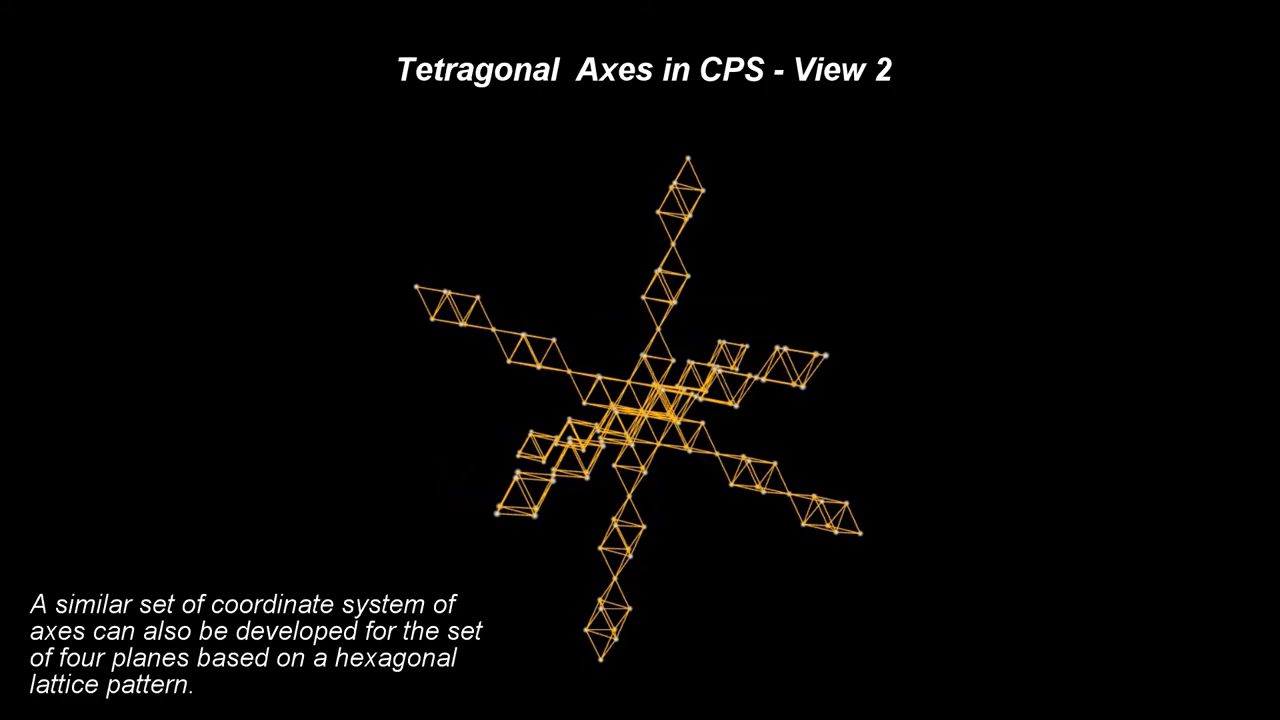 Tetragonal  Axes in CPS - View 2
A similar set of coordinate system of
axes can also be developed for the set
of four planes based on a hexagonal
lattice pattern.